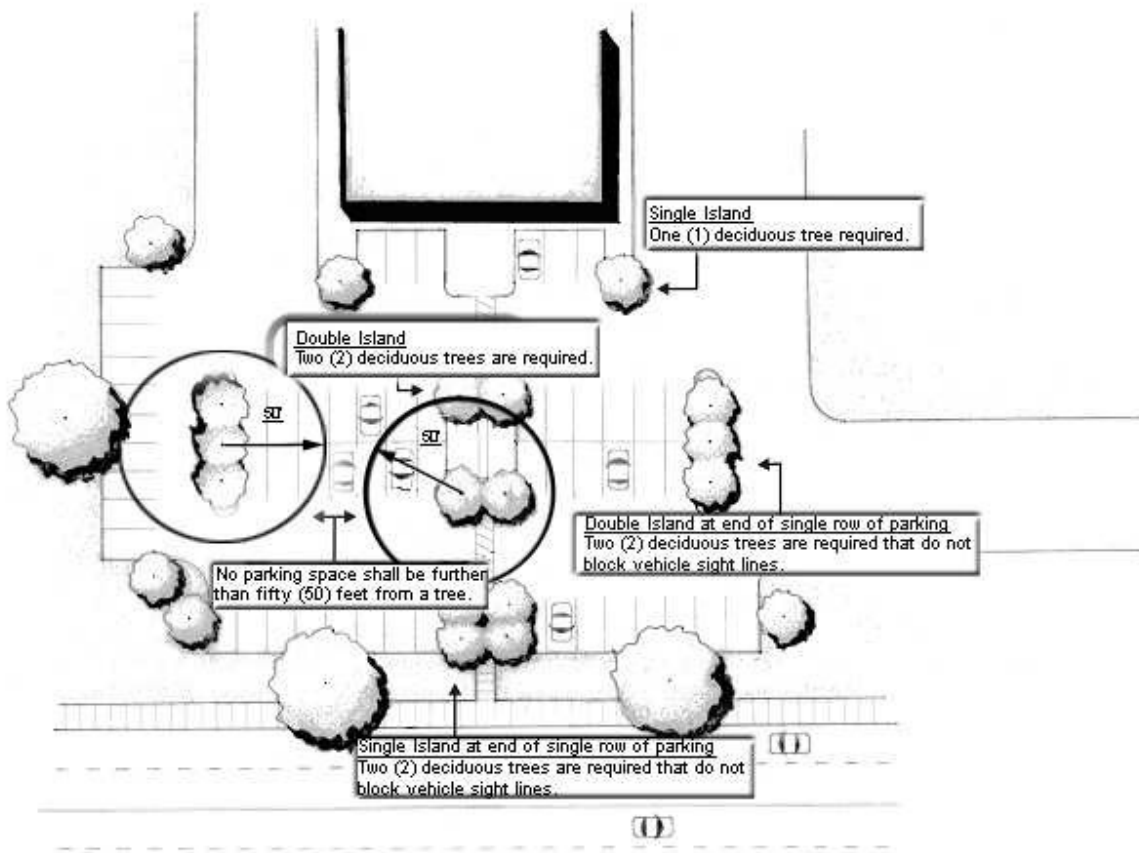 Single Island
One (1) deciduous tree required.
Double Island
Two (2) deciduous trees are required.
50'
50'
Double Island at end of single row of parking
Two (2) deciduous trees are required that do not
block vehicle sight lines.
No parking space shall be further
than fifty (50) feet from a tree.
Single Island at end of single row of parking
Two (2) deciduous trees are required that do not
block vehicle sight lines.